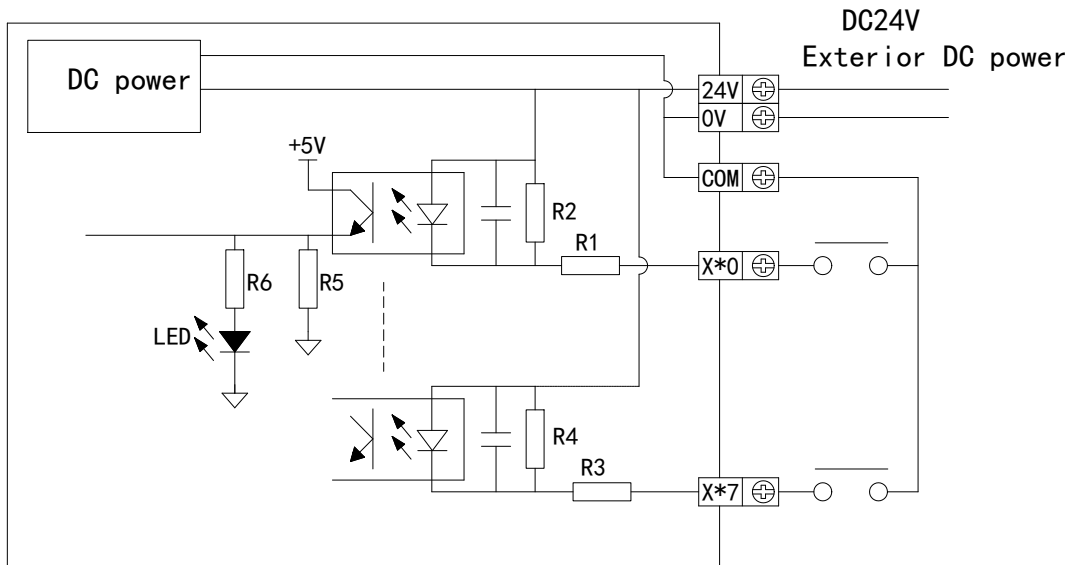 DC24V
Exterior DC power
DC power
24V
0V
+5V
COM
R2
R1
X*0
R6
R5
LED
R4
R3
X*7